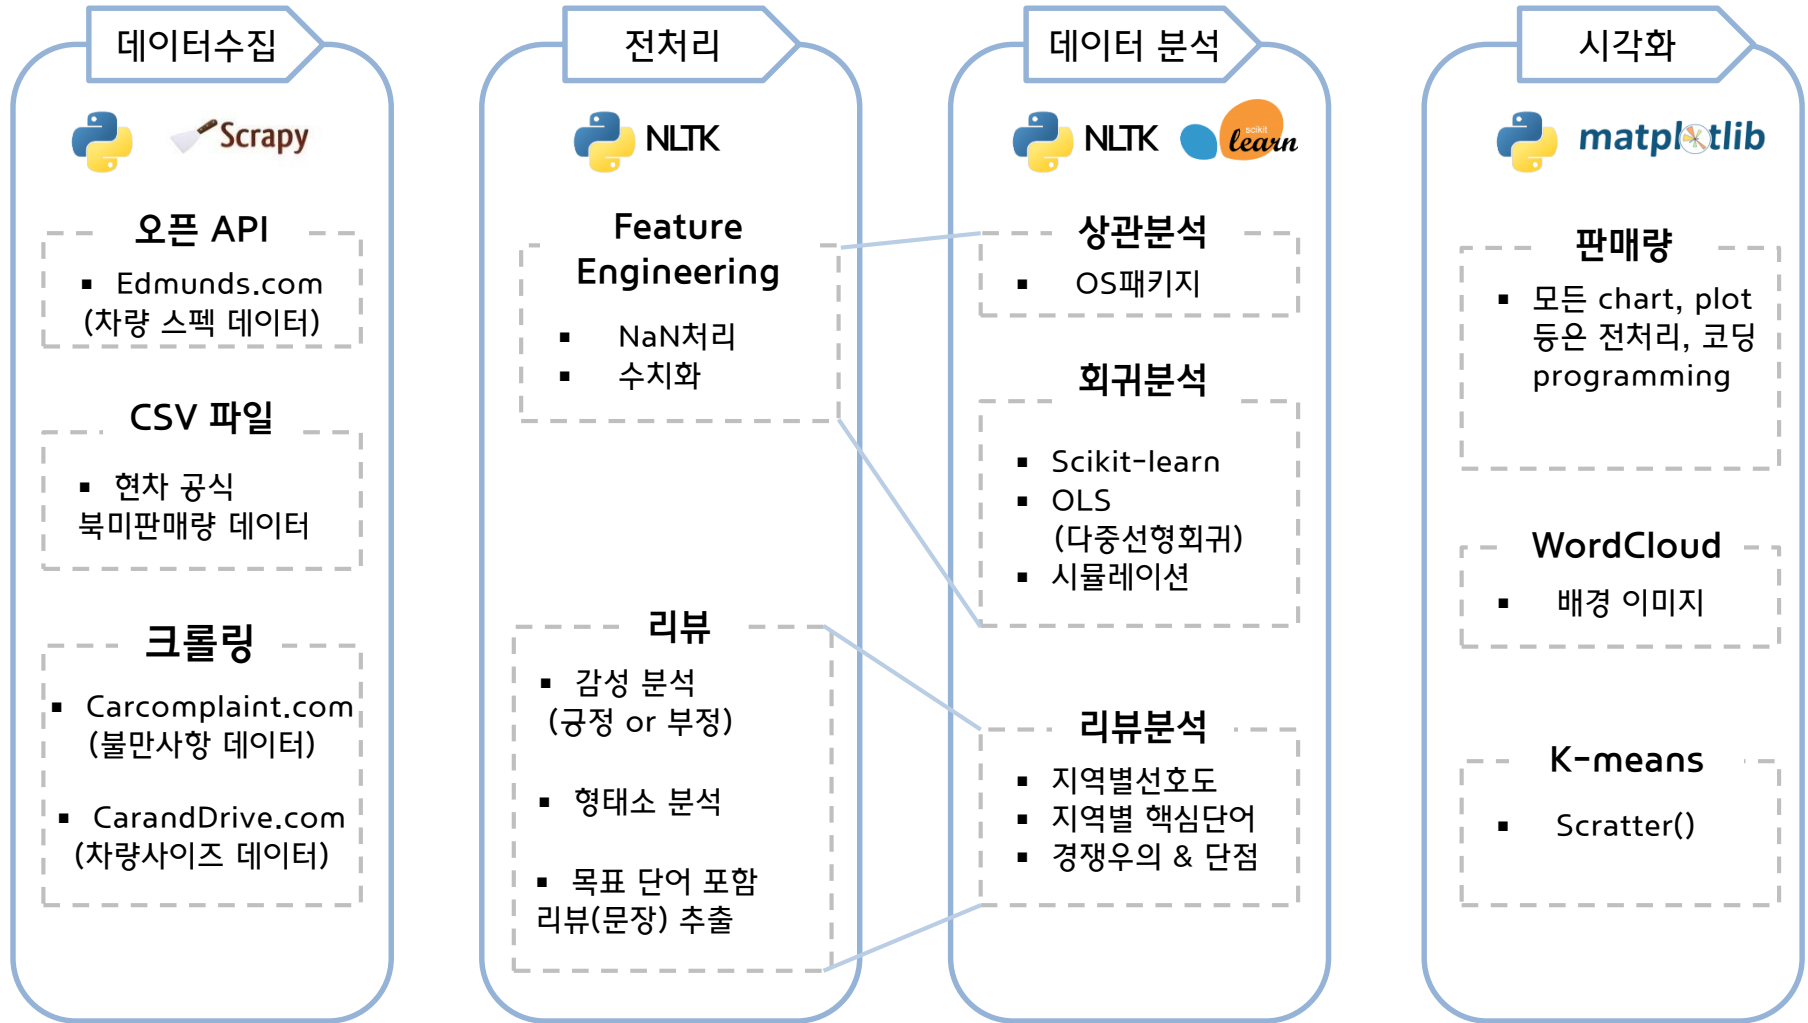 데이터수집
Scrapy
오픈 API
▪ Edmunds.com
(차량 스펙 데이터)
CSV 파일
▪ 현차 공식
북미판매량 데이터
크롤링
▪ Carcomplaint.com
(불만사항 데이터)
▪ CarandDrive.com
(차량사이즈 데이터)
전처리
NLTK
Feature
Engineering
▪ NaN처리
▪ 수치화
리뷰
▪ 감성 분석
(긍정 or 부정)
▪ 형태소 분석
▪ 목표 단어 포함
리뷰(문장) 추출
데이터 분석
NLTK
scikit
learn
상관분석
▪ OS패키지
회귀분석
▪ Scikit-learn
▪ OLS
(다중선형회귀)
▪ 시뮬레이션
리뷰분석
▪ 지역별선호도
▪ 지역별 핵심단어
▪ 경쟁우의 & 단점
시각화
matplotlib
판매량
▪ 모든 chart, plot
등은 전처리, 코딩
programming
WordCloud
▪ 배경 이미지
K-means
▪ Scratter()